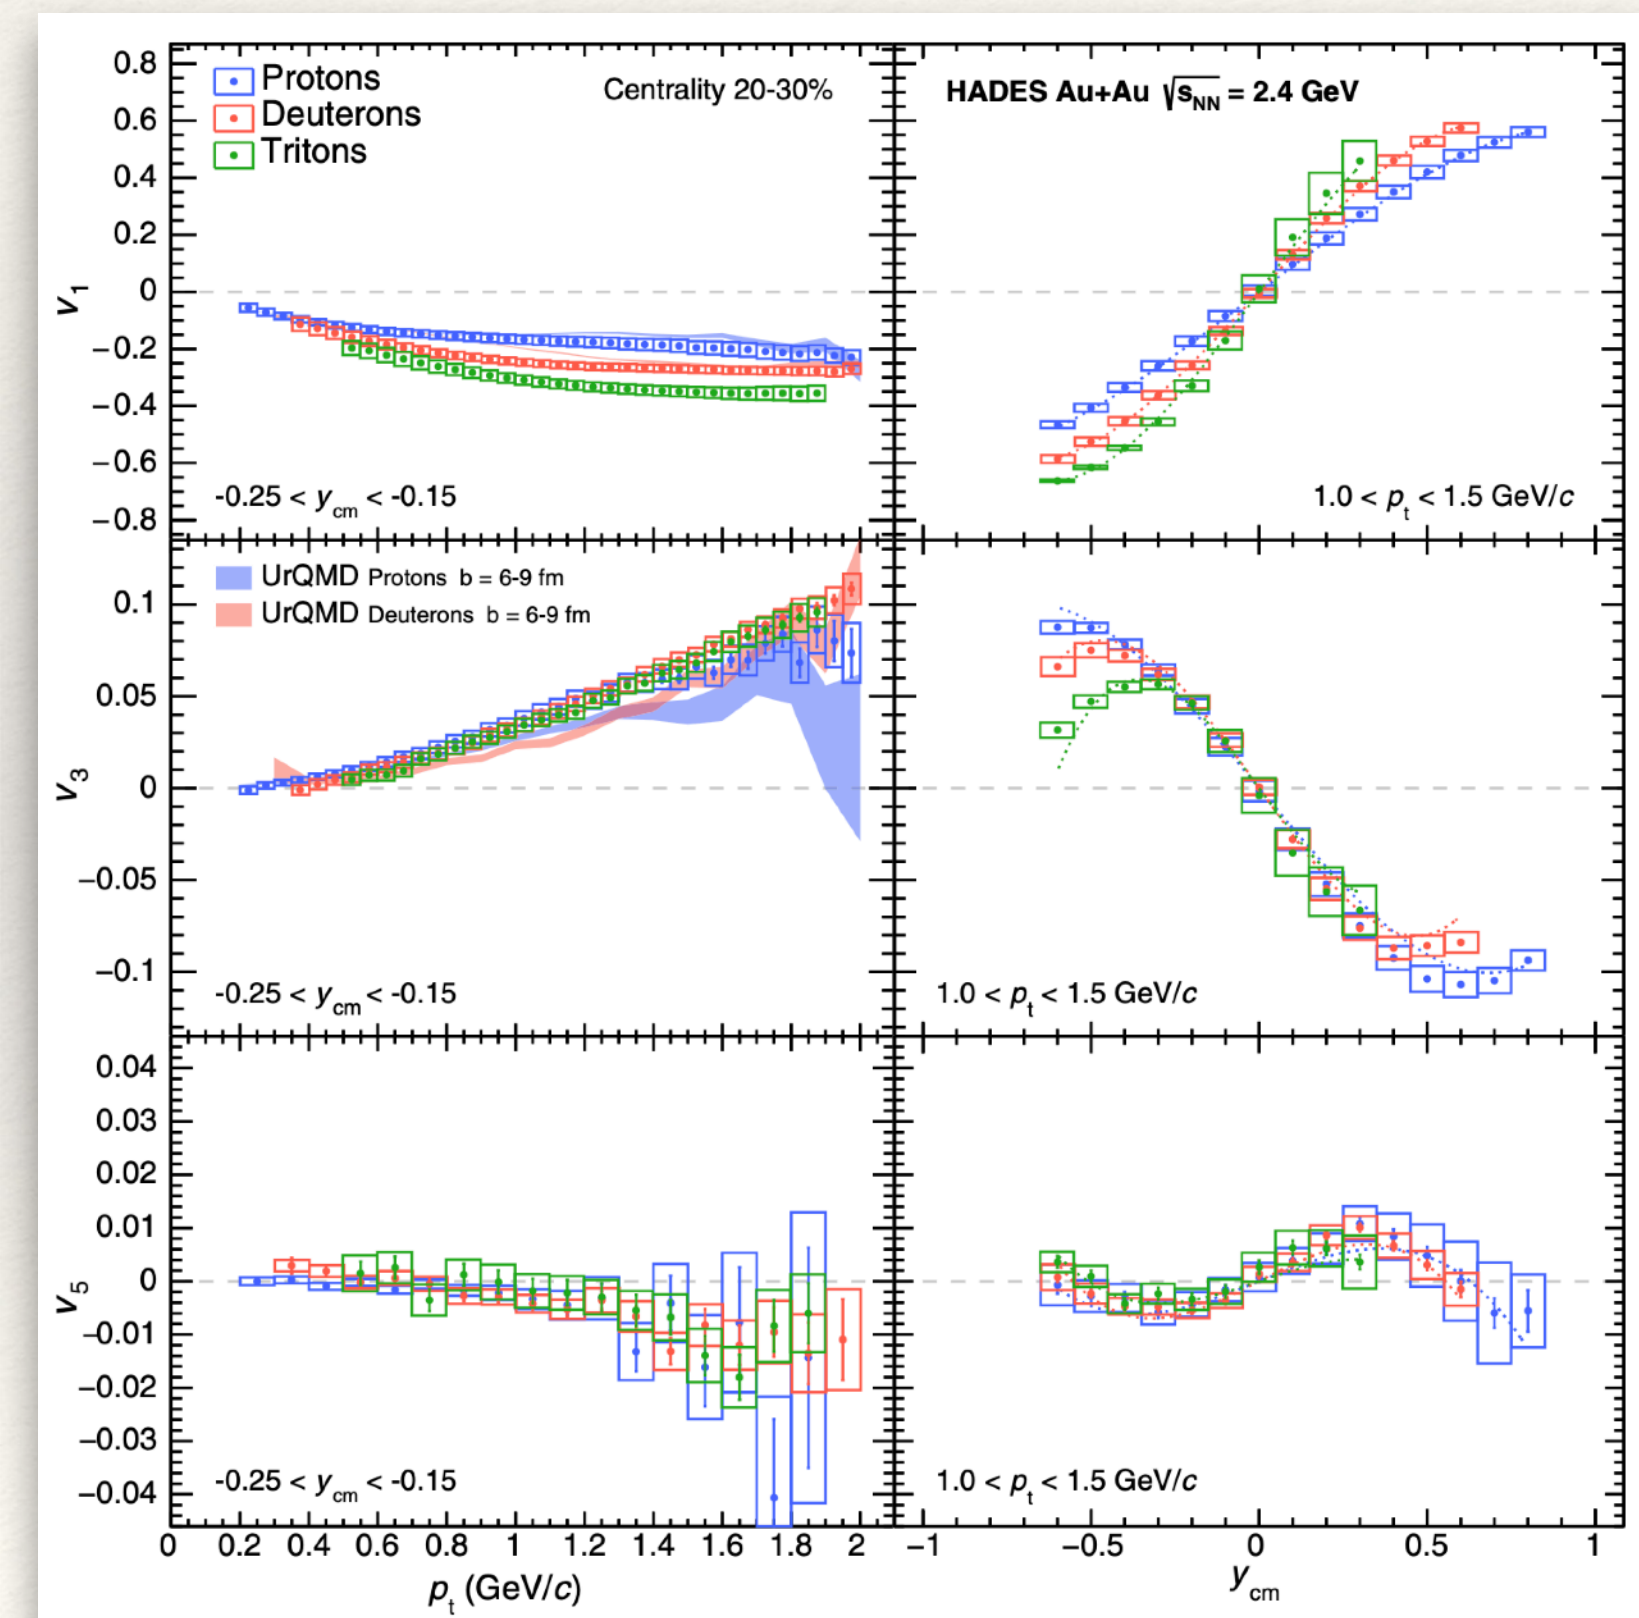 Protons
Deuterons
Tritons
Centrality 20-30%
HADES Au+Au √sNN = 2.4 GeV
0.8
0.6
0.4
0.2
0
−0.2
−0.4
−0.6
−0.8
v1
-0.25 < ycm < -0.15
1.0 < pt < 1.5 GeV/c
UrQMD Protons b = 6-9 fm
UrQMD Deuterons b = 6-9 fm
0.1
0.05
0
−0.05
−0.1
v3
-0.25 < ycm < -0.15
1.0 < pt < 1.5 GeV/c
0.04
0.03
0.02
0.01
0
−0.01
−0.02
−0.03
−0.04
v5
-0.25 < ycm < -0.15
1.0 < pt < 1.5 GeV/c
0 0.2 0.4 0.6 0.8 1 1.2 1.4 1.6 1.8 2
−1 −0.5 0 0.5 1
pt (GeV/c)
ycm